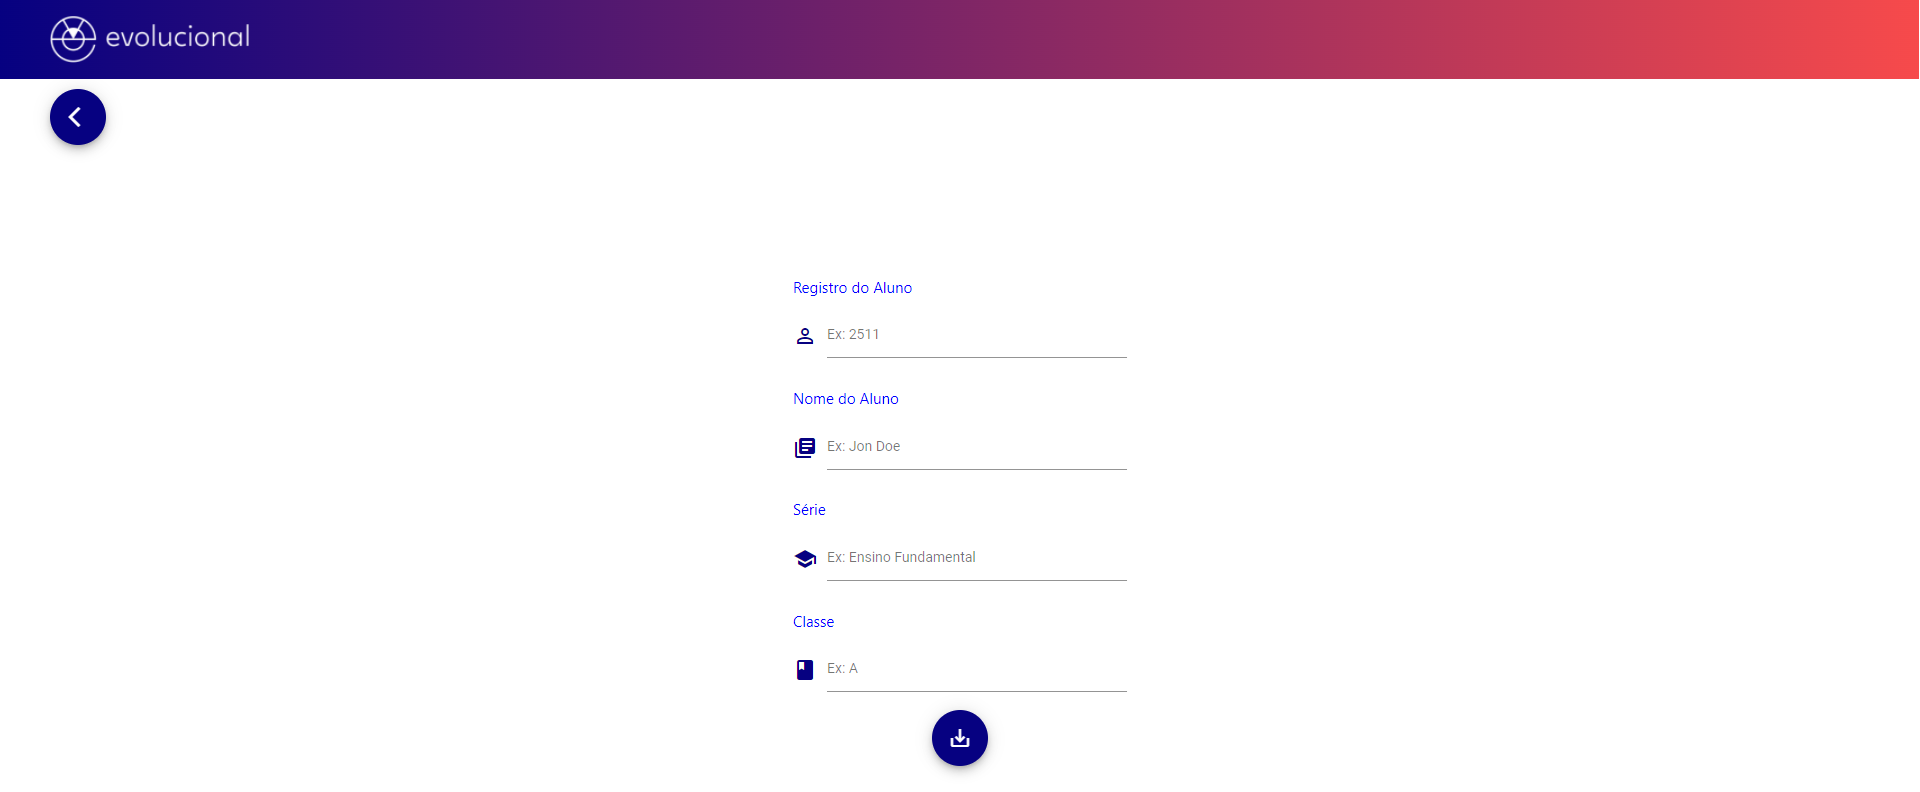 evolucional
Registro do Aluno
Ex: 2511
Nome do Aluno
Ex: Jon Doe
Série
Ex: Ensino Fundamental
Classe
Ex: A